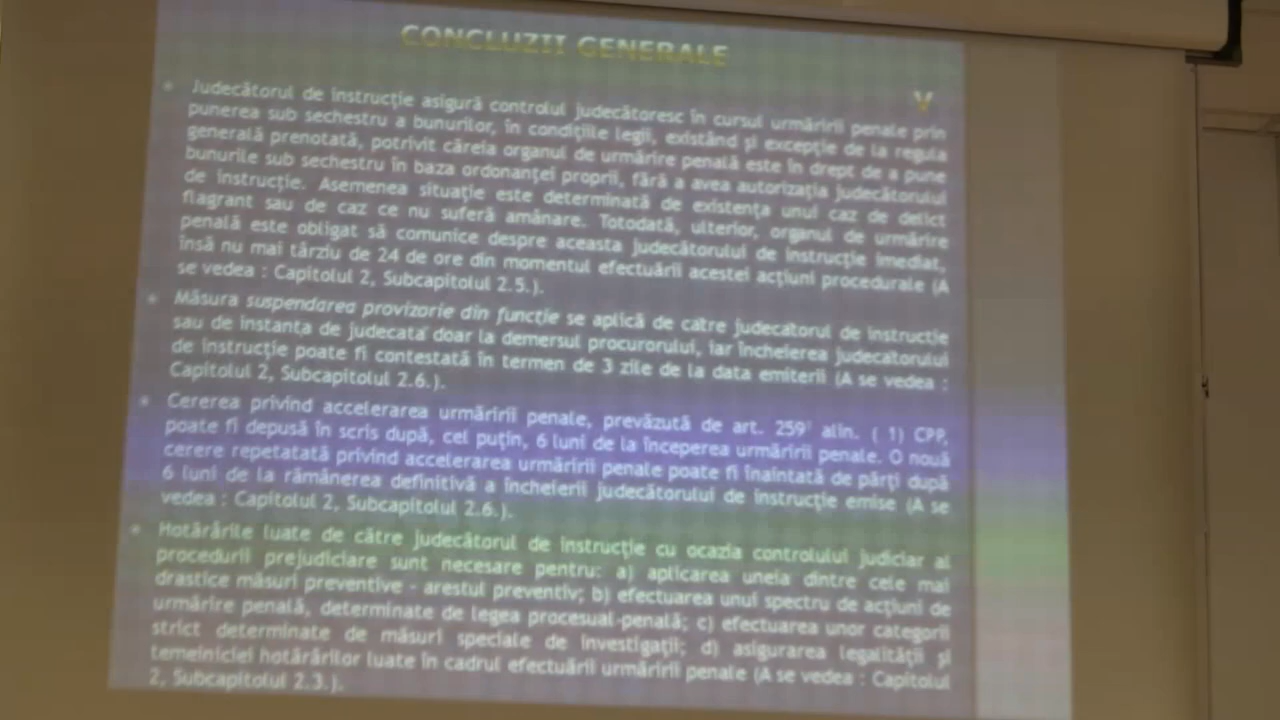 CONCLUZII GENERALE
V
Judecătorul de instrucţie asigură controlul judecătoresc în cursul urmăririi penale prin
punerea sub sechestru a bunurilor, în condiţiile legii, existând şi excepţie de la regula
generală prenotată, potrivit căreia organul de urmărire penală este în drept de a pune
bunurile sub sechestru în baza ordonanţei proprii, fără a avea autorizaţia judecătorului
de instrucţie. Asemenea situaţie este determinată de existenţa unui caz de delict
flagrant sau de caz ce nu suferă amânare. Totodată, ulterior, organul de urmărire
penală este obligat să comunice despre aceasta judecătorului de instrucţie imediat,
însă nu mai târziu de 24 de ore din momentul efectuării acestei acţiuni procedurale (A
se vedea : Capitolul 2, Subcapitolul 2.5.).
Măsura suspendarea provizorie din funcţie se aplică de către judecătorul de instrucţie
sau de instanţa de judecată doar la demersul procurorului, iar încheierea judecătorului
de instrucţie poate fi contestată în termen de 3 zile de la data emiterii (A se vedea :
Capitolul 2, Subcapitolul 2.6.).
Cererea privind accelerarea urmăririi penale, prevăzută de art. 259¹ alin. ( 1) CPP,
poate fi depusă în scris după, cel puţin, 6 luni de la începerea urmăririi penale. O nouă
cerere repetatată privind accelerarea urmăririi penale poate fi înaintată de părţi după
6 luni de la rămânerea definitivă a încheierii judecătorului de instrucţie emise (A se
vedea : Capitolul 2, Subcapitolul 2.6.).
Hotărârile luate de către judecătorul de instrucţie cu ocazia controlului judiciar al
procedurii prejudiciare sunt necesare pentru: a) aplicarea uneia dintre cele mai
drastice măsuri preventive - arestul preventiv; b) efectuarea unui spectru de acţiuni de
urmărire penală, determinate de legea procesual-penală; c) efectuarea unor categorii
strict determinate de măsuri speciale de investigaţii; d) asigurarea legalităţii şi
temeiniciei hotărârilor luate în cadrul efectuării urmăririi penale (A se vedea : Capitolul
2, Subcapitolul 2.3.).